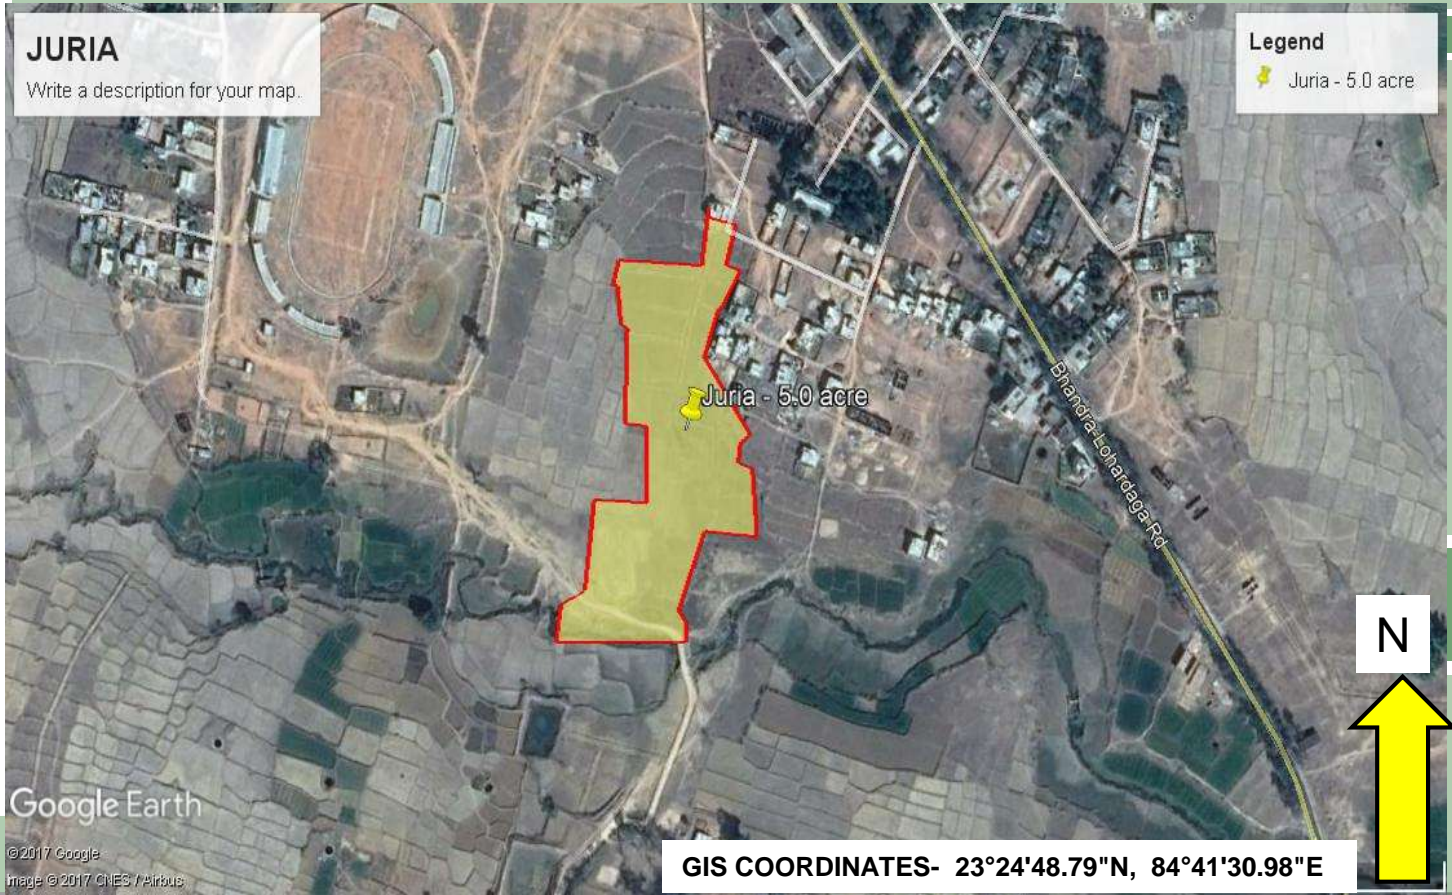 JURIA
Write a description for your map.
Legend
Juria - 5.0 acre
Juria - 5.0 acre
Bhandra-Lohardaga Rd
N
Google Earth
©2017 Google
Image © 2017 CNES / Airbus
GIS COORDINATES- 23°24'48.79"N, 84°41'30.98"E